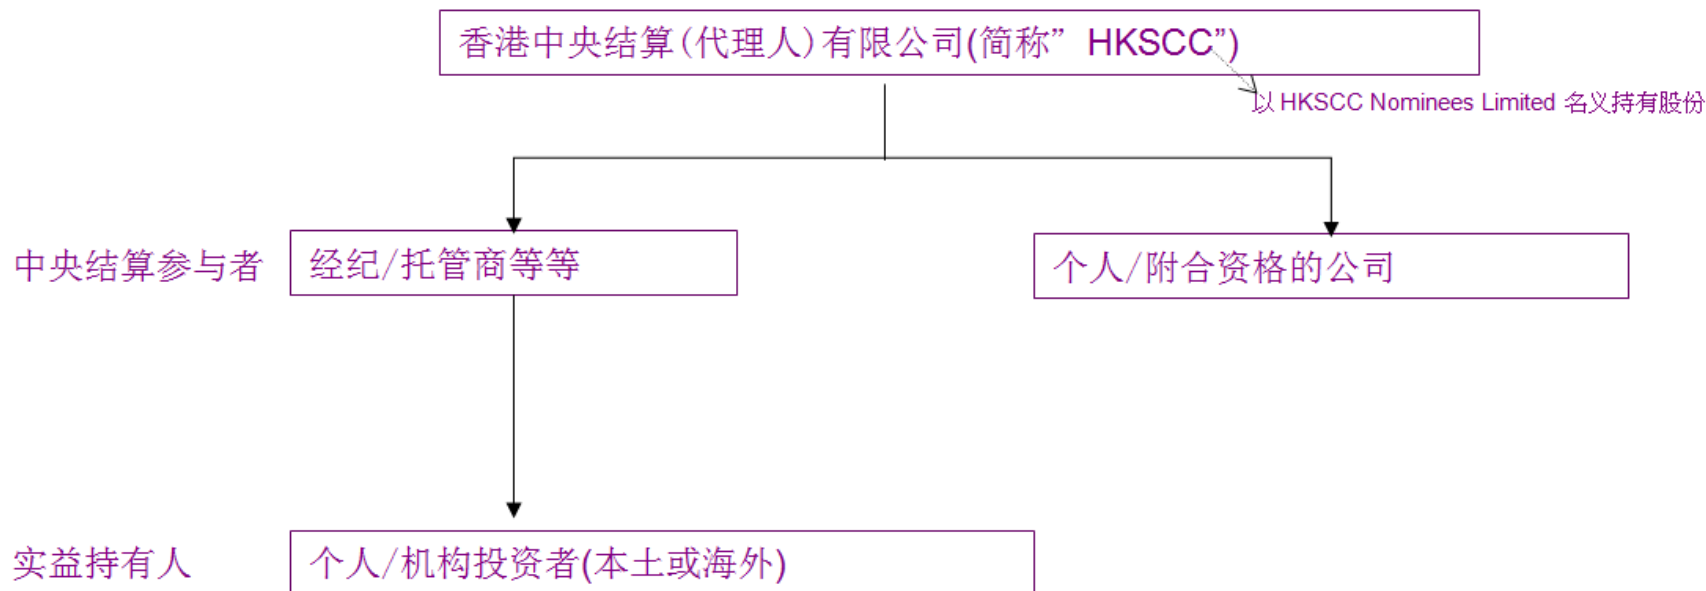 香港中央结算(代理人)有限公司(简称”HKSCC”)
以 HKSCC Nominees Limited 名义持有股份
中央结算参与者
经纪/托管商等等
个人/附合资格的公司
实益持有人
个人/机构投资者(本土或海外)